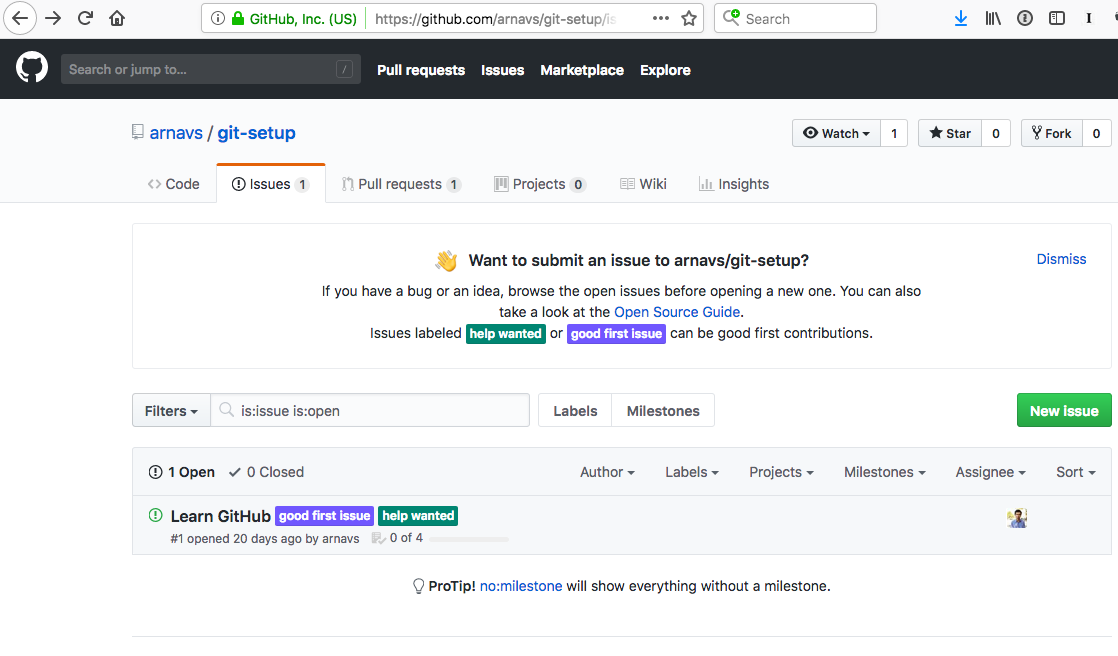 GitHub, Inc. (US) https://github.com/arnavs/git-setup/is Search
Search or jump to... / Pull requests Issues Marketplace Explore
arnavs / git-setup Watch 1 Star 0 Fork 0
Code Issues 1 Pull requests 1 Projects 0 Wiki Insights
👋 Want to submit an issue to arnavs/git-setup? Dismiss
If you have a bug or an idea, browse the open issues before opening a new one. You can also
take a look at the Open Source Guide.
Issues labeled help wanted or good first issue can be good first contributions.
Filters is:issue is:open Labels Milestones New issue
1 Open 0 Closed Author Labels Projects Milestones Assignee Sort
Learn GitHub good first issue help wanted
#1 opened 20 days ago by arnavs 0 of 4
ProTip! no:milestone will show everything without a milestone.